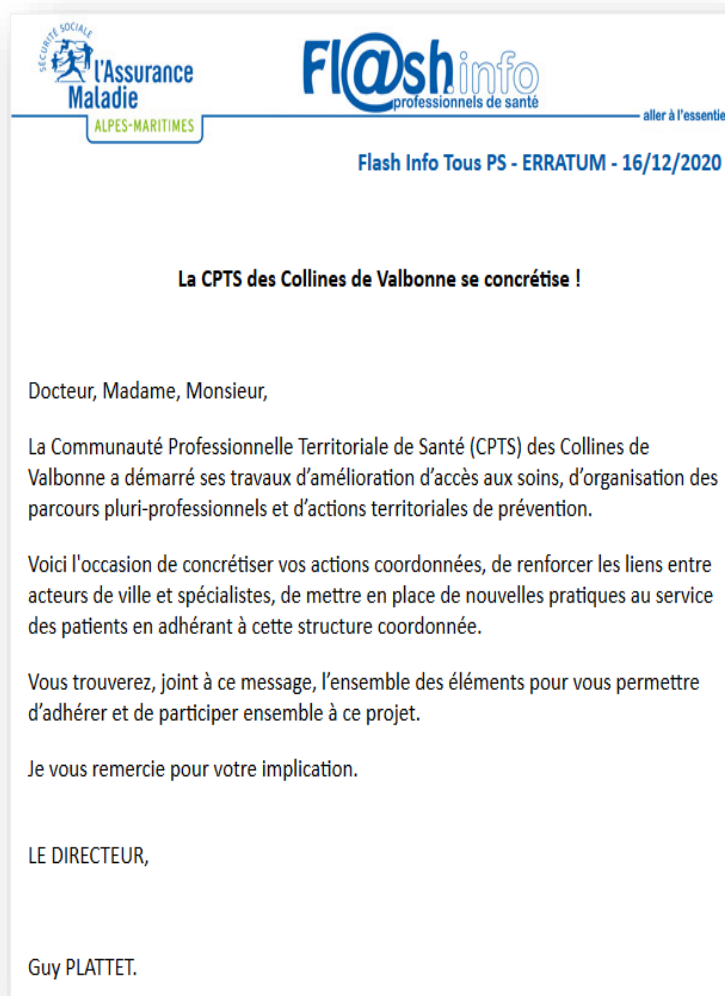 SÉCURITÉ SOCIALE
l'Assurance
Maladie
ALPES-MARITIMES
Fl@sh.info
professionnels de santé
aller à l'essentie
Flash Info Tous PS - ERRATUM - 16/12/2020
La CPTS des Collines de Valbonne se concrétise !
Docteur, Madame, Monsieur,
La Communauté Professionnelle Territoriale de Santé (CPTS) des Collines de
Valbonne a démarré ses travaux d’amélioration d’accès aux soins, d’organisation des
parcours pluri-professionnels et d’actions territoriales de prévention.
Voici l'occasion de concrétiser vos actions coordonnées, de renforcer les liens entre
acteurs de ville et spécialistes, de mettre en place de nouvelles pratiques au service
des patients en adhérant à cette structure coordonnée.
Vous trouverez, joint à ce message, l’ensemble des éléments pour vous permettre
d’adhérer et de participer ensemble à ce projet.
Je vous remercie pour votre implication.
LE DIRECTEUR,
Guy PLATTET.